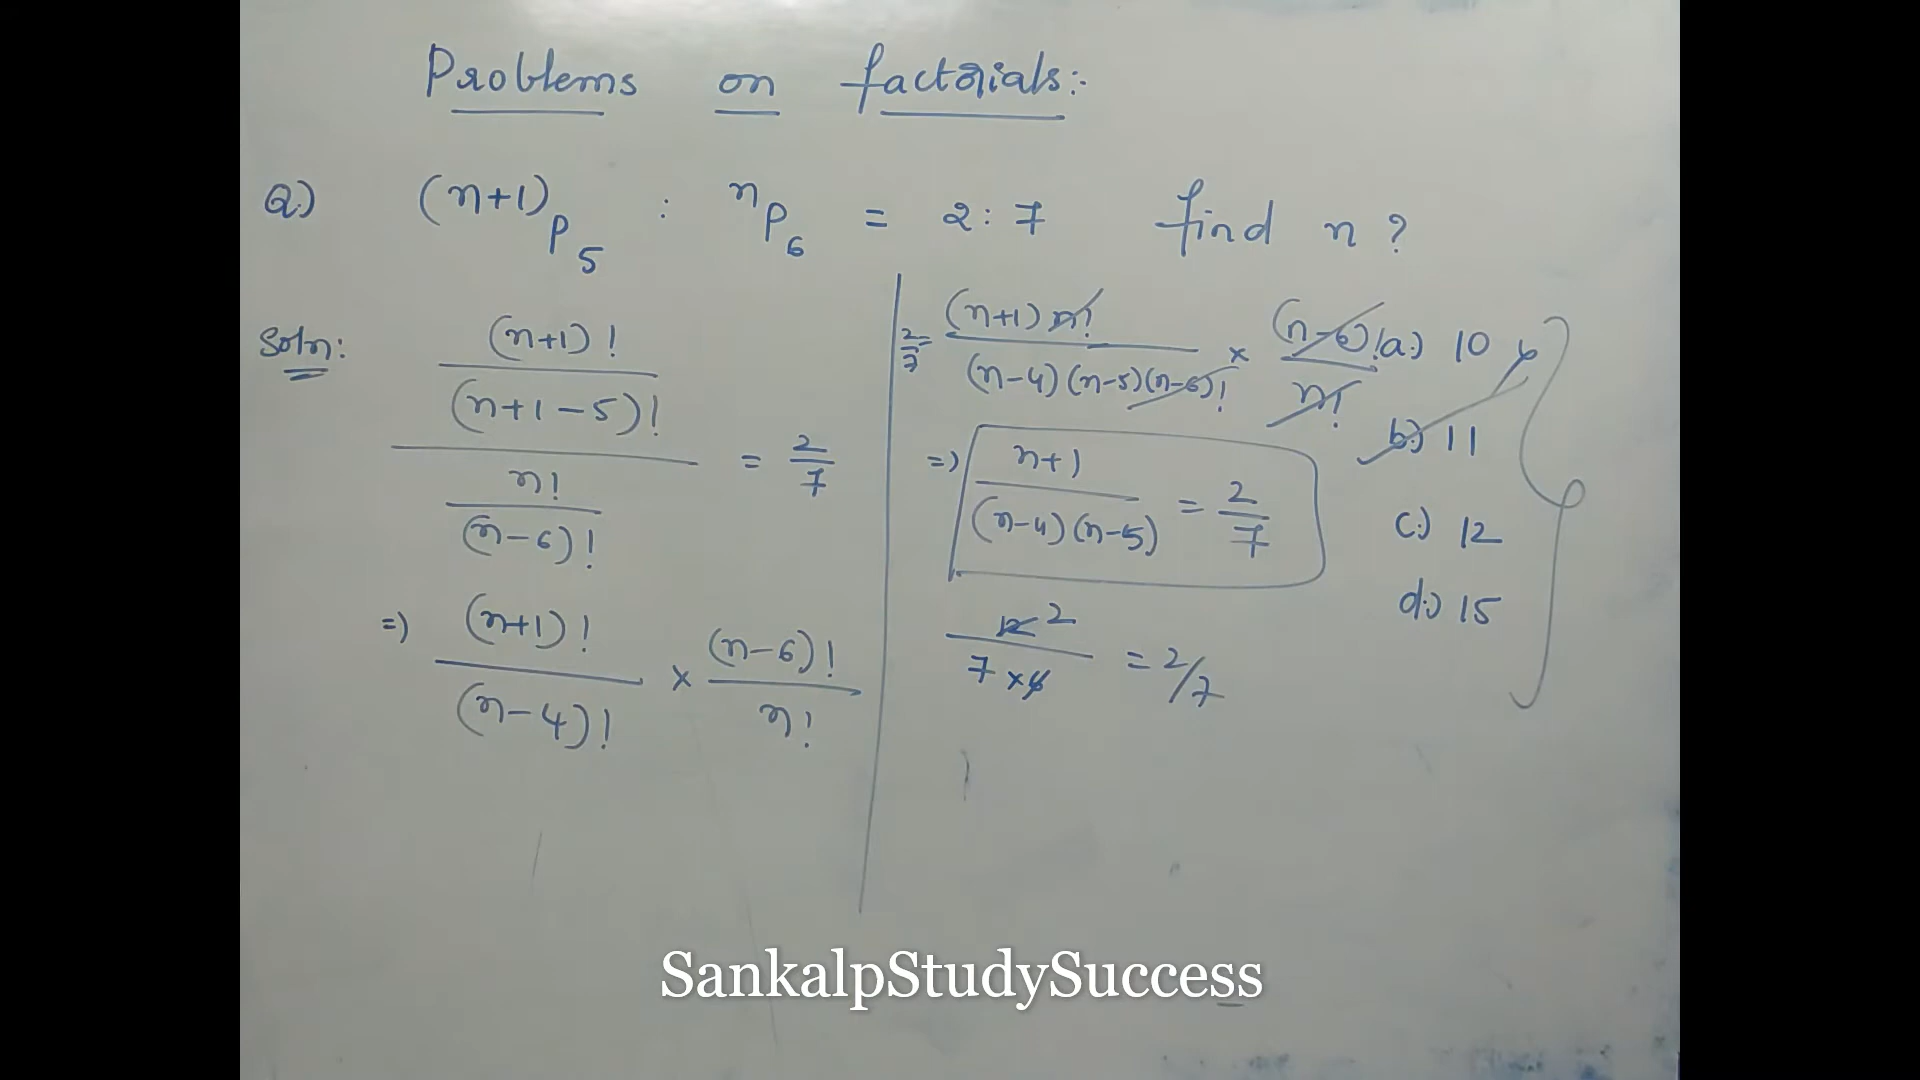 Problems on factorials:-
Q.) (n+1)P5 : nP6 = 2:7 find n?
Soln:
(n+1)!
(n+1-5)!
n!
(n-6)!
= 2/7
=) (n+1)! / (n-4)! × (n-6)! / n!
2/7 = (n+1) n! / (n-4)(n-5)(n-6)! × (n-6)! / n!
=) n+1 / (n-4)(n-5) = 2/7
12 2 / 7×6 = 2/7
a.) 10
b.) 11
c.) 12
d.) 15
SankalpStudySuccess